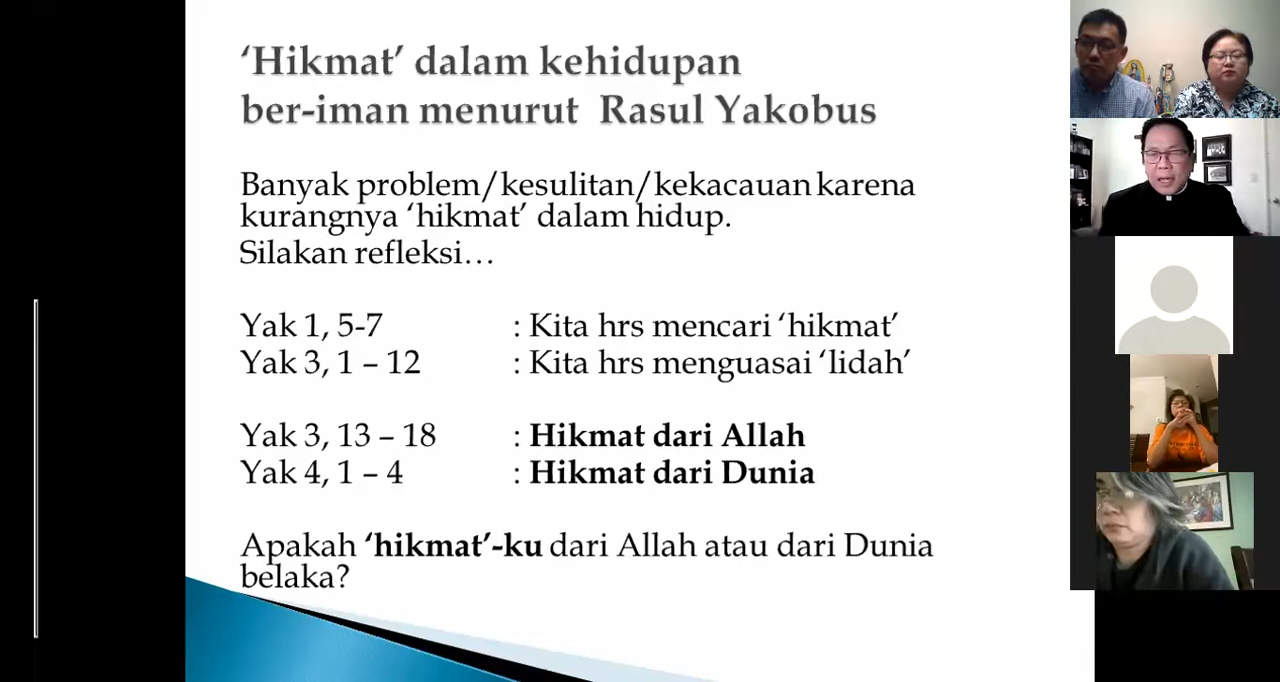 ‘Hikmat’ dalam kehidupan
ber-iman menurut Rasul Yakobus
Banyak problem/kesulitan/kekacauan karena
kurangnya ‘hikmat’ dalam hidup.
Silakan refleksi…
Yak 1, 5-7 : Kita hrs mencari ‘hikmat’
Yak 3, 1 – 12 : Kita hrs menguasai ‘lidah’
Yak 3, 13 – 18 : Hikmat dari Allah
Yak 4, 1 – 4 : Hikmat dari Dunia
Apakah ‘hikmat’-ku dari Allah atau dari Dunia
belaka?